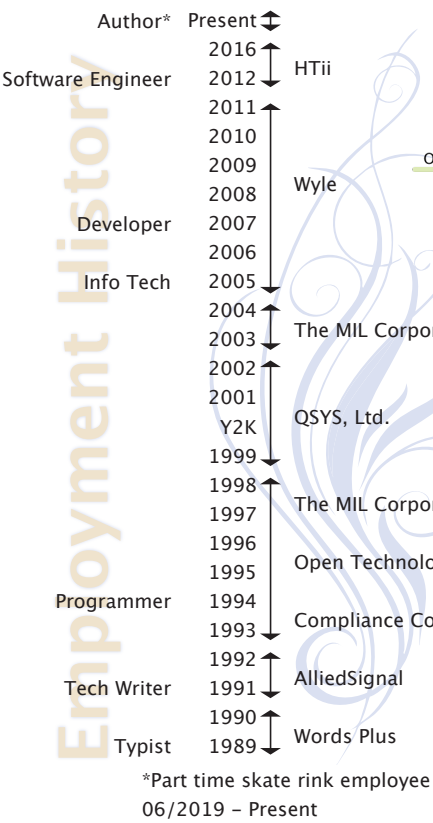 Employment History
Author* Present
2016
HTii
Software Engineer 2012
2011
2010
2009
2008
Wyle
Developer 2007
2006
Info Tech 2005
2004
The MIL Corpor
2003
2002
2001
QSYS, Ltd.
Y2K
1999
1998
The MIL Corpor
1997
1996
Open Technolo
1995
Programmer 1994
Compliance Co
1993
1992
AlliedSignal
Tech Writer 1991
1990
Words Plus
Typist 1989
*Part time skate rink employee
06/2019 – Present